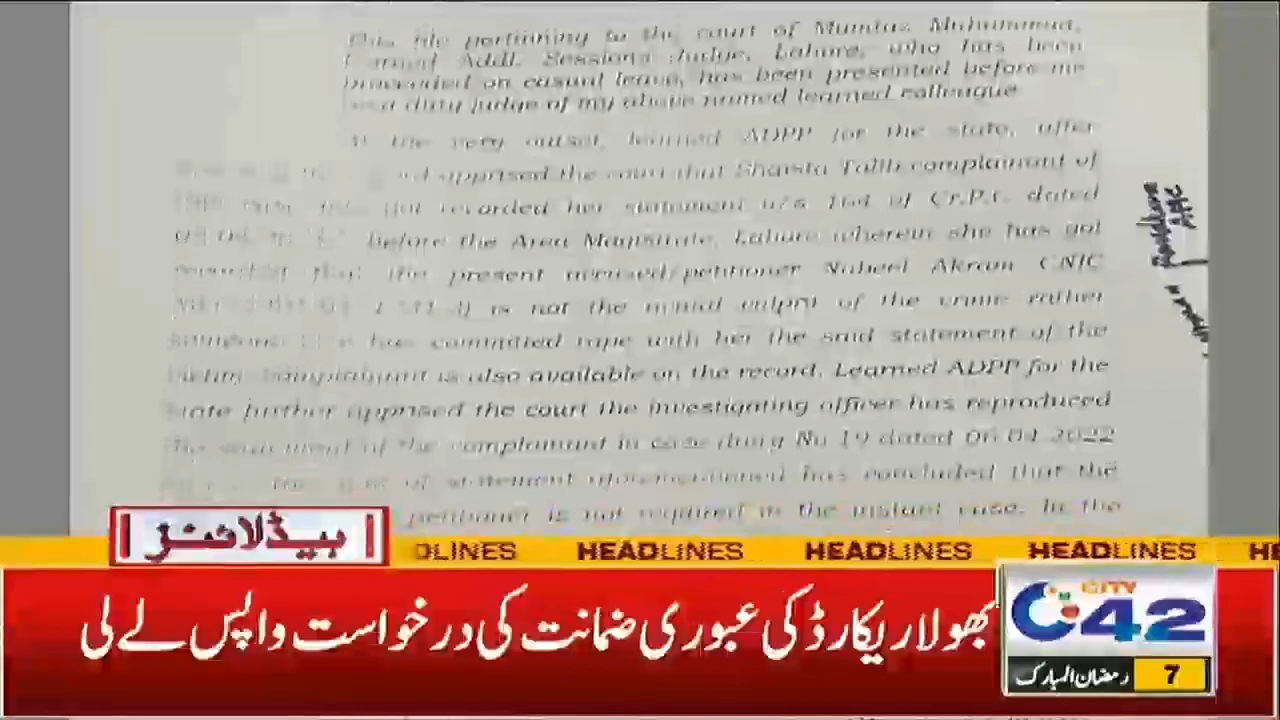 This file pertioning to the court of Mumtaz Muhammad,
Learned Addl. Sessions Judge, Lahore, who has been
proceeded on casual leave, has been presented before me
as a duty judge of my above named learned colleague
At the very outset, learned ADPP for the state, after
apprised the court that Shaista Talib complainant of
got recorded her statement u/s 164 of Cr.P.C. dated
before the Area Magistrate, Lahore wherein she has got
recorded that the present accused/petitioner Nabeel Akram CNIC
is not the culprit of the crime rather
has committed rape with her the said statement of the
victim/complainant is also available on the record. Learned ADPP for the
State further apprised the court the investigating officer has reproduced
the statement of the complainant in case diary No 19 dated 06.04.2022
of statement aforementioned has concluded that the
petitioner is not required in the instant case. In the
ہیڈلائنز
DLINES HEADLINES HEADLINES HEADLINES HE
بھولا ریکارڈ کی عبوری ضمانت کی درخواست واپس لے لی
CITY
42
7 رمضان المبارک